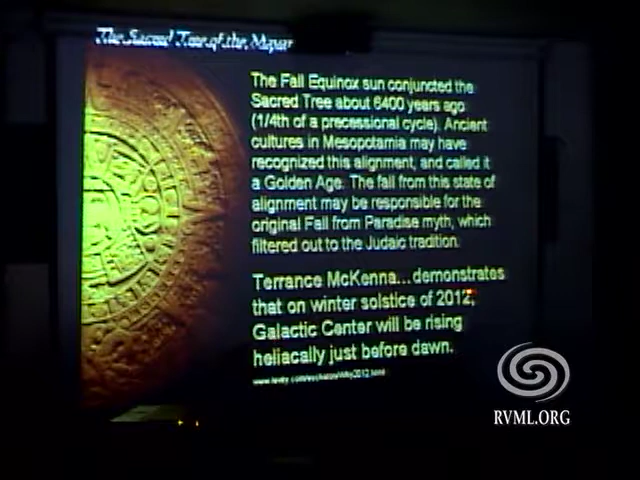 The Sacred Tree of the Mayan
The Fall Equinox sun conjuncted the
Sacred Tree about 6400 years ago
(1/4th of a precessional cycle). Ancient
cultures in Mesopotamia may have
recognized this alignment, and called it
a Golden Age. The fall from this state of
alignment may be responsible for the
original Fall from Paradise myth, which
filtered out to the Judaic tradition.
Terrance McKenna...demonstrates
that on winter solstice of 2012,
Galactic Center will be rising
heliacally just before dawn.
RVML.ORG